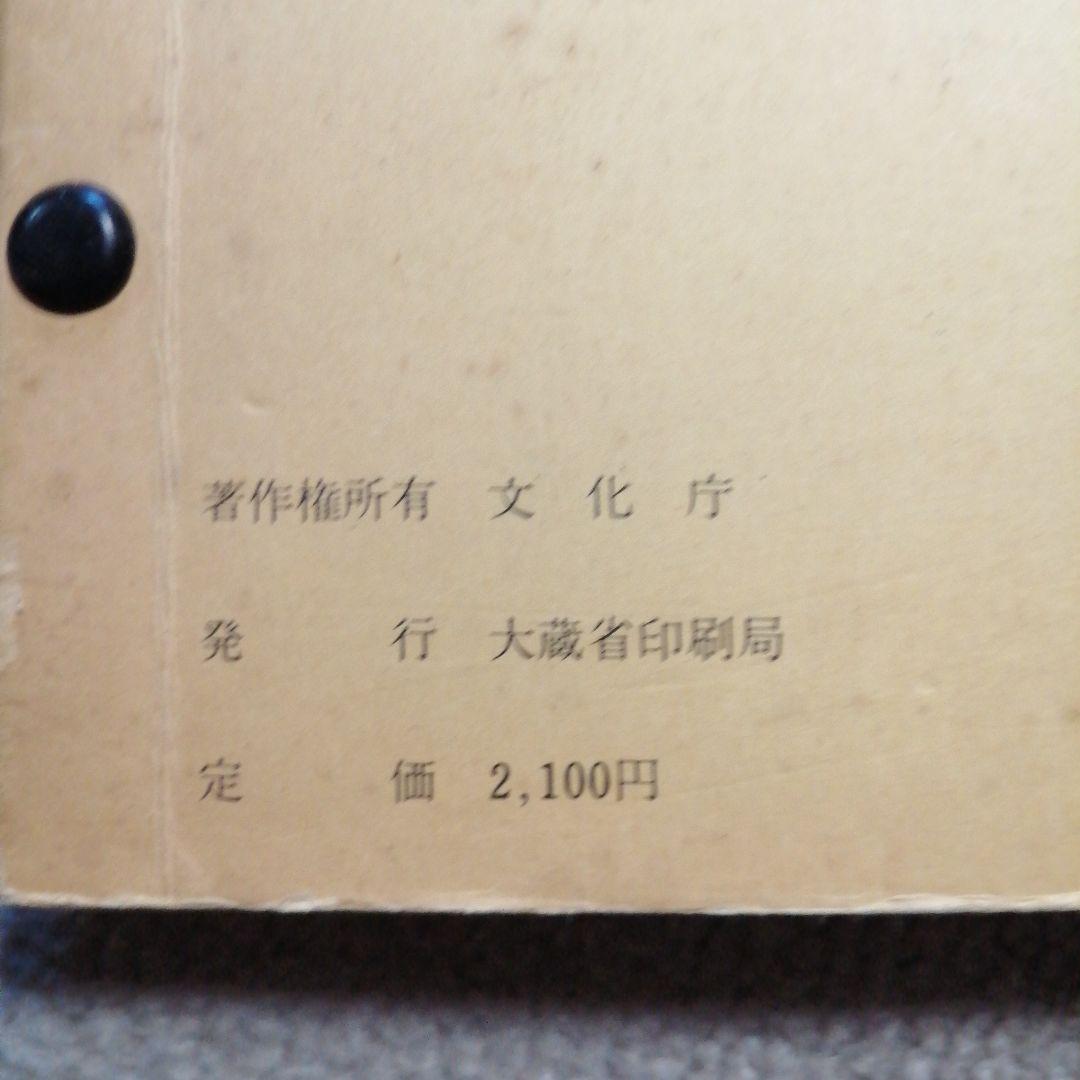 著作権所有 文化庁
発行 大蔵省印刷局
定価 2,100円